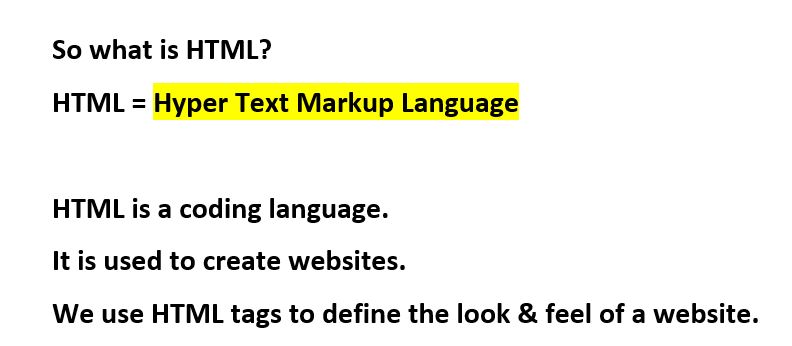 So what is HTML?
HTML = Hyper Text Markup Language
HTML is a coding language.
It is used to create websites.
We use HTML tags to define the look & feel of a website.